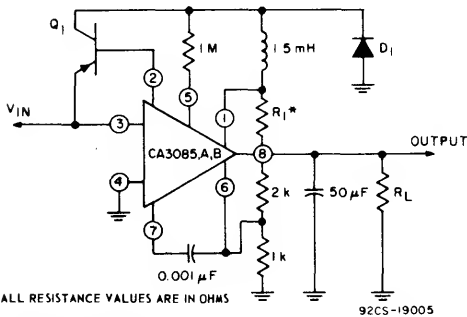 Q1
1 M
1 5 mH
D1
2
5
1
R1*
VIN
3
CA3085,A,B
8
OUTPUT
4
6
2 k
50 µF
RL
7
0.001 µF
1 k
ALL RESISTANCE VALUES ARE IN OHMS
92CS-19005